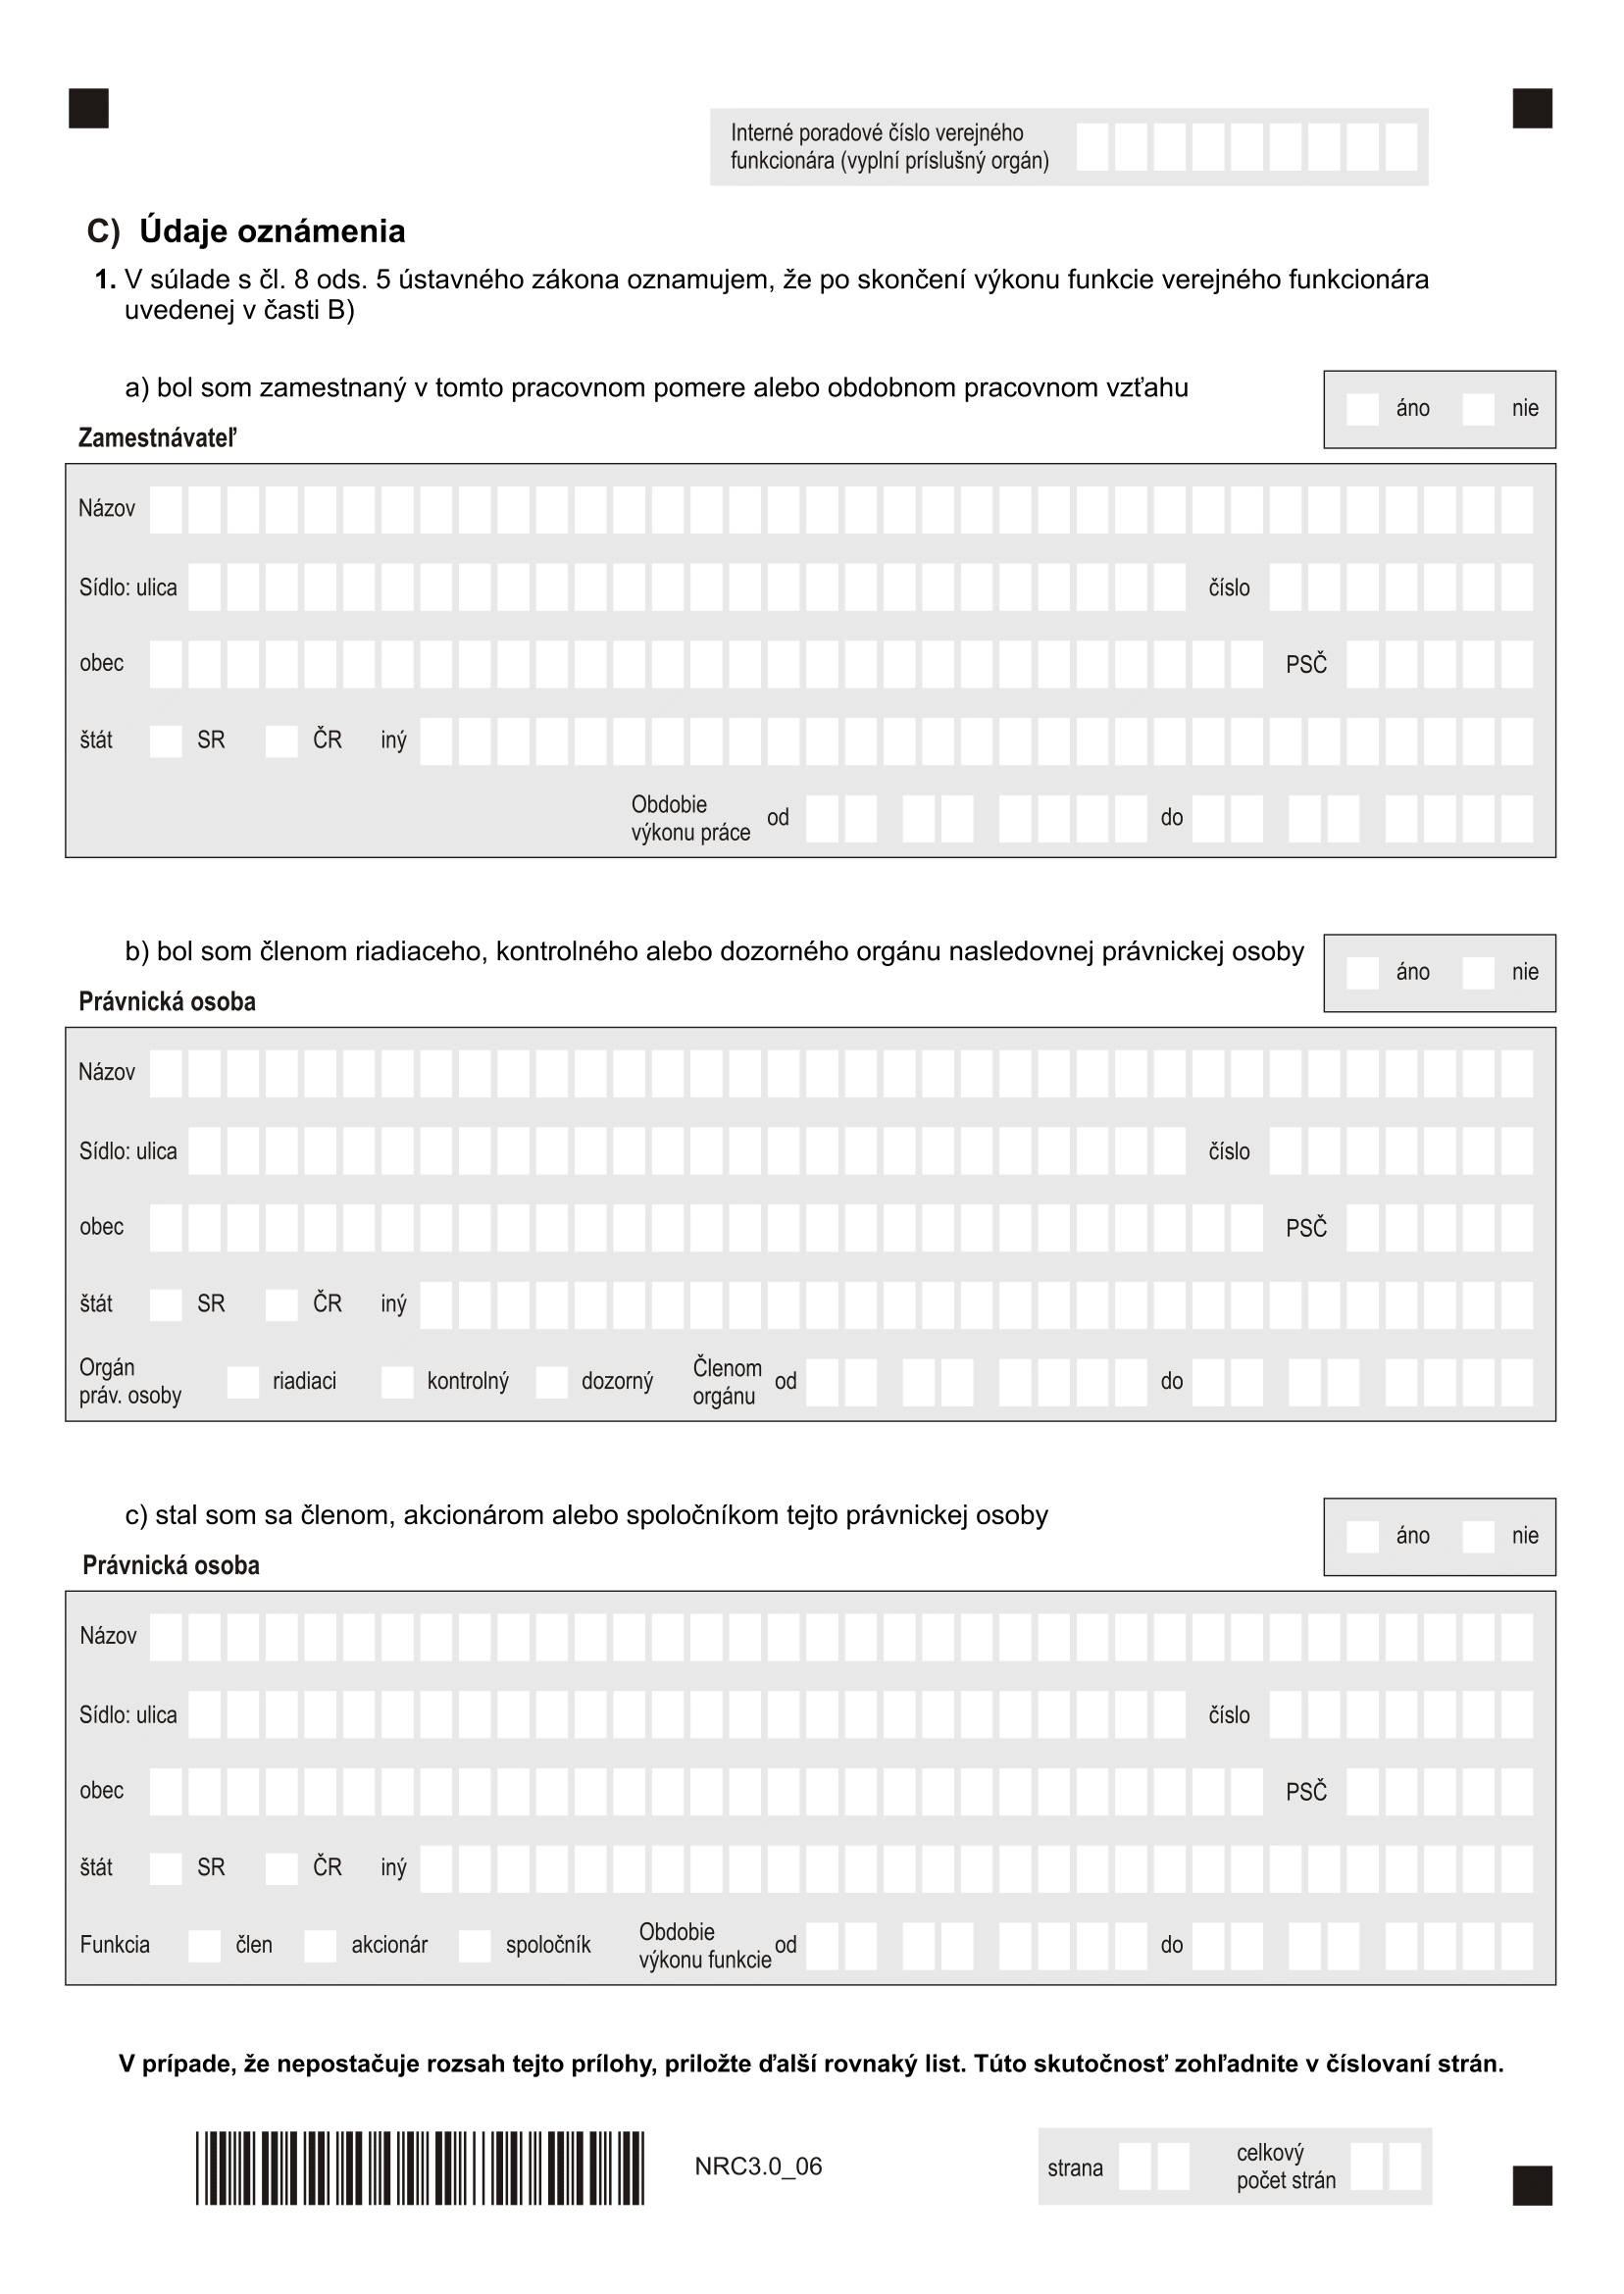 Interné poradové číslo verejného
funkcionára (vyplní príslušný orgán)
C) Údaje oznámenia
1. V súlade s čl. 8 ods. 5 ústavného zákona oznamujem, že po skončení výkonu funkcie verejného funkcionára
uvedenej v časti B)
a) bol som zamestnaný v tomto pracovnom pomere alebo obdobnom pracovnom vzťahu
áno nie
Zamestnávateľ
Názov
Sídlo: ulica číslo
obec PSČ
štát SR ČR iný
Obdobie
výkonu práce od do
b) bol som členom riadiaceho, kontrolného alebo dozorného orgánu nasledovnej právnickej osoby
áno nie
Právnická osoba
Názov
Sídlo: ulica číslo
obec PSČ
štát SR ČR iný
Orgán
práv. osoby riadiaci kontrolný dozorný Členom
orgánu od do
c) stal som sa členom, akcionárom alebo spoločníkom tejto právnickej osoby
áno nie
Právnická osoba
Názov
Sídlo: ulica číslo
obec PSČ
štát SR ČR iný
Funkcia člen akcionár spoločník Obdobie
výkonu funkcie od do
V prípade, že nepostačuje rozsah tejto prílohy, priložte ďalší rovnaký list. Túto skutočnosť zohľadnite v číslovaní strán.
NRC3.0_06
strana celkový
počet strán